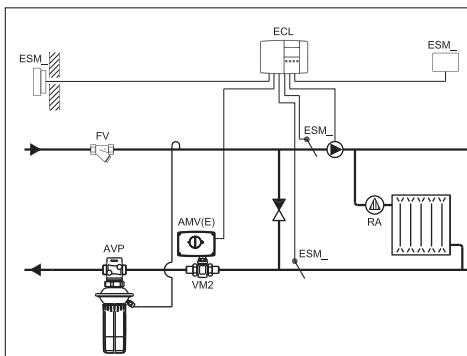 ECL
ESM_
ESM_
FV
ESM_
AMV(E)
RA
AVP
ESM_
VM2